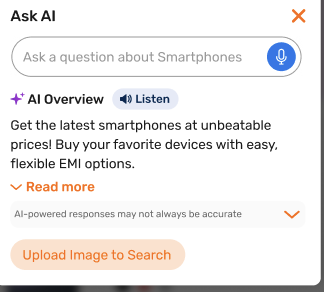 Ask AI
Ask a question about Smartphones
AI Overview
Listen
Get the latest smartphones at unbeatable
prices! Buy your favorite devices with easy,
flexible EMI options.
Read more
AI-powered responses may not always be accurate
Upload Image to Search